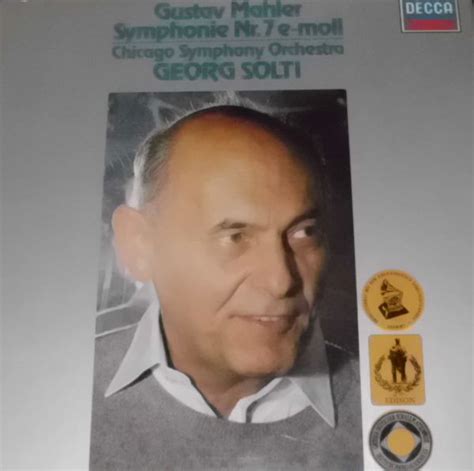 Gustav Mahler
DECCA
Symphonie Nr. 7 e-moll
Chicago Symphony Orchestra
GEORG SOLTI
EDISON